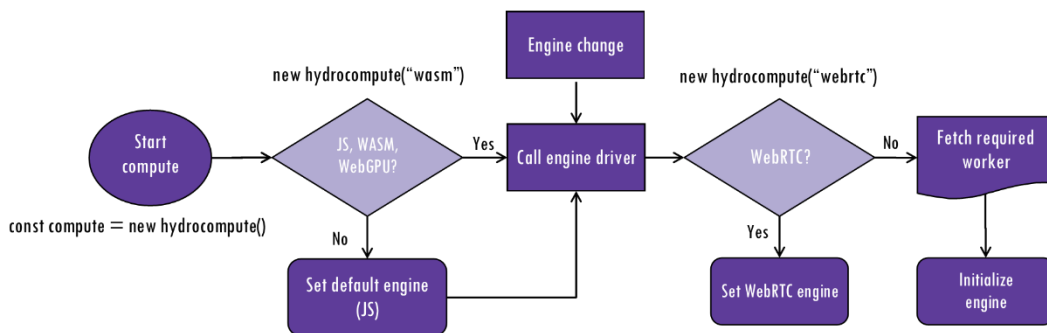 Engine change
new hydrocompute(“wasm”)
new hydrocompute(“webrtc”)
Start
compute
JS, WASM,
WebGPU?
Yes
Call engine driver
WebRTC?
No
Fetch required
worker
const compute = new hydrocompute()
No
Yes
Set default engine
(JS)
Set WebRTC engine
Initialize
engine